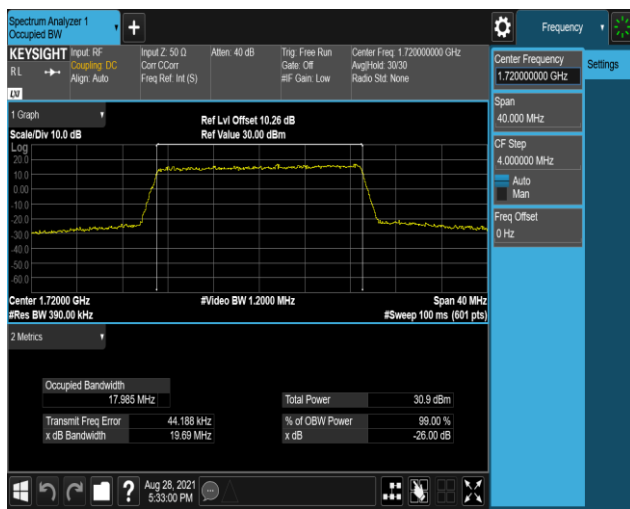 Spectrum Analyzer 1
Occupied BW
+
Frequency
KEYSIGHT
RL
LXI
Input: RF
Coupling: DC
Align: Auto
Input Z: 50 Ω
Corr CCorr
Freq Ref: Int (S)
Atten: 40 dB
Trig: Free Run
Gate: Off
#IF Gain: Low
Center Freq: 1.720000000 GHz
Avg|Hold: 30/30
Radio Std: None
Center Frequency
1.720000000 GHz
Settings
Span
40.000 MHz
CF Step
4.000000 MHz
Auto
Man
Freq Offset
0 Hz
1 Graph
Scale/Div 10.0 dB
Ref Lvl Offset 10.26 dB
Ref Value 30.00 dBm
Log
20.0
10.0
0.00
-10.0
-20.0
-30.0
-40.0
-50.0
-60.0
Center 1.72000 GHz
#Res BW 390.00 kHz
#Video BW 1.2000 MHz
Span 40 MHz
#Sweep 100 ms (601 pts)
2 Metrics
Occupied Bandwidth
17.985 MHz
Total Power 30.9 dBm
Transmit Freq Error 44.188 kHz
% of OBW Power 99.00 %
x dB Bandwidth 19.69 MHz
x dB -26.00 dB
?
Aug 28, 2021
5:33:00 PM